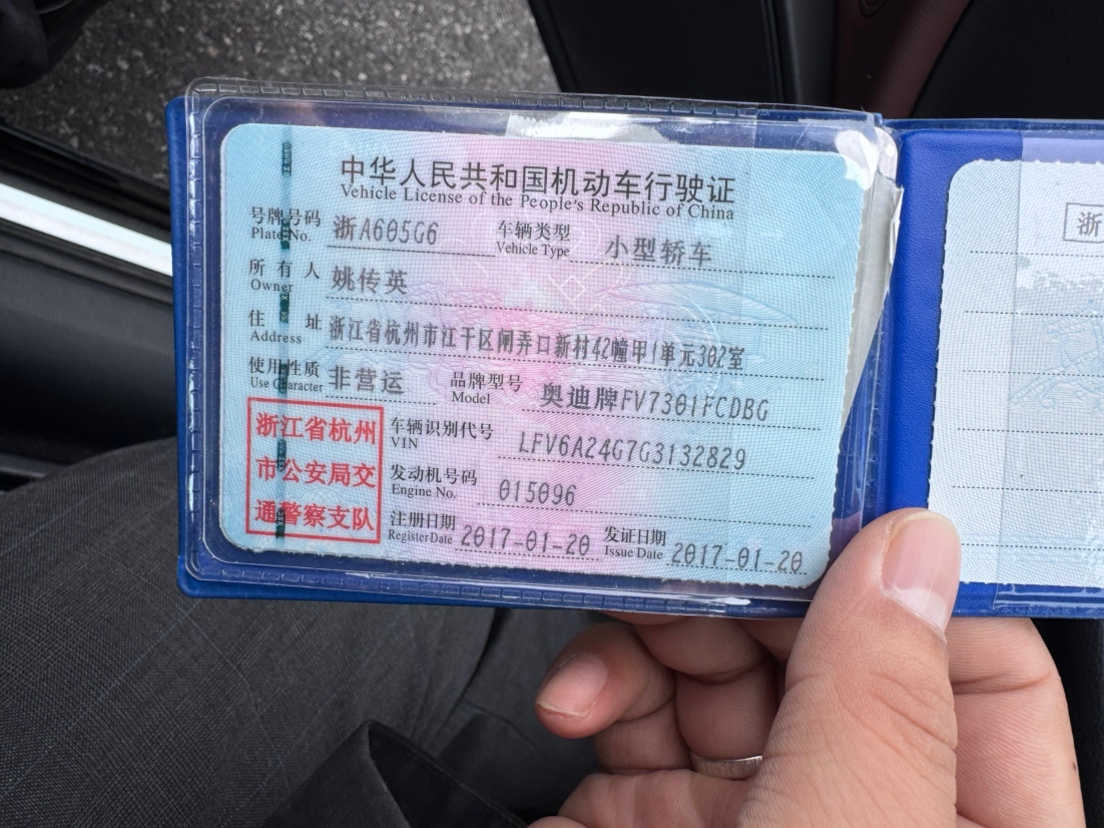 中华人民共和国机动车行驶证
Vehicle License of the People's Republic of China
号牌号码 浙A605G6 车辆类型 小型轿车
Plate No. Vehicle Type
所有人 姚传英
Owner
住址 浙江省杭州市江干区闸弄口新村42幢甲1单元302室
Address
使用性质 非营运 品牌型号 奥迪牌FV7301FCDBG
Use Character Model
浙江省杭州
市公安局交
通警察支队
车辆识别代号 LFV6A24G7G3132829
VIN
发动机号码 015096
Engine No.
注册日期 2017-01-20 发证日期 2017-01-20
Register Date Issue Date
浙